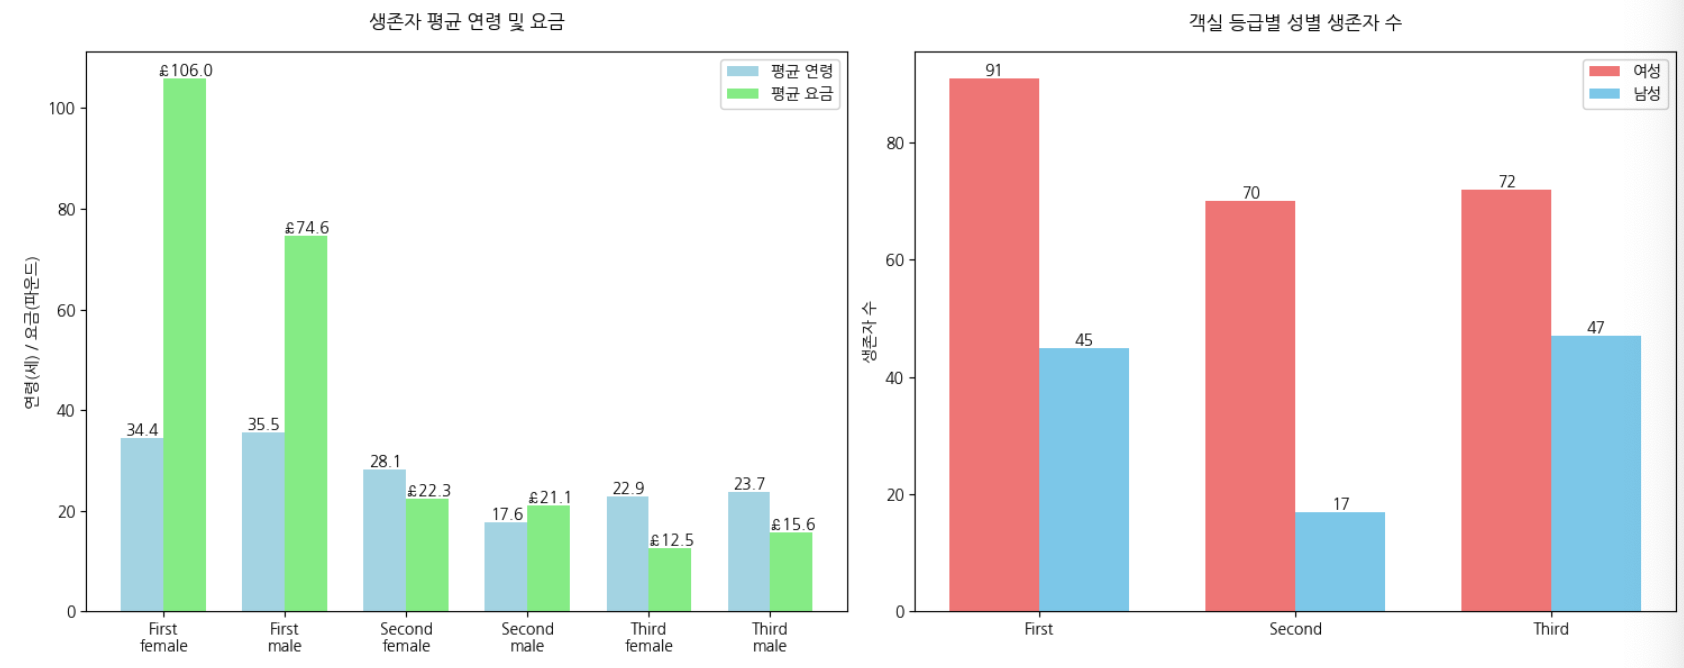 생존자 평균 연령 및 요금
연령(세) / 요금(파운드)
100
80
60
40
20
0
평균 연령
평균 요금
34.4
£106.0
35.5
£74.6
28.1
£22.3
17.6
£21.1
22.9
£12.5
23.7
£15.6
First
female
First
male
Second
female
Second
male
Third
female
Third
male
객실 등급별 성별 생존자 수
생존자 수
80
60
40
20
0
여성
남성
91
45
70
17
72
47
First
Second
Third